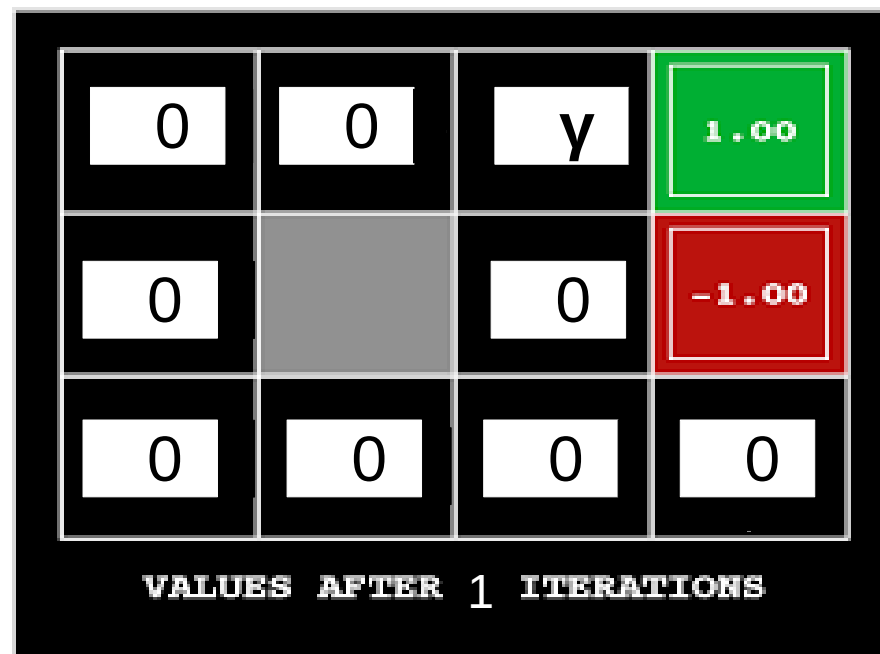 0 0 γ 1.00
0 0 -1.00
0 0 0 0
VALUES AFTER 1 ITERATIONS